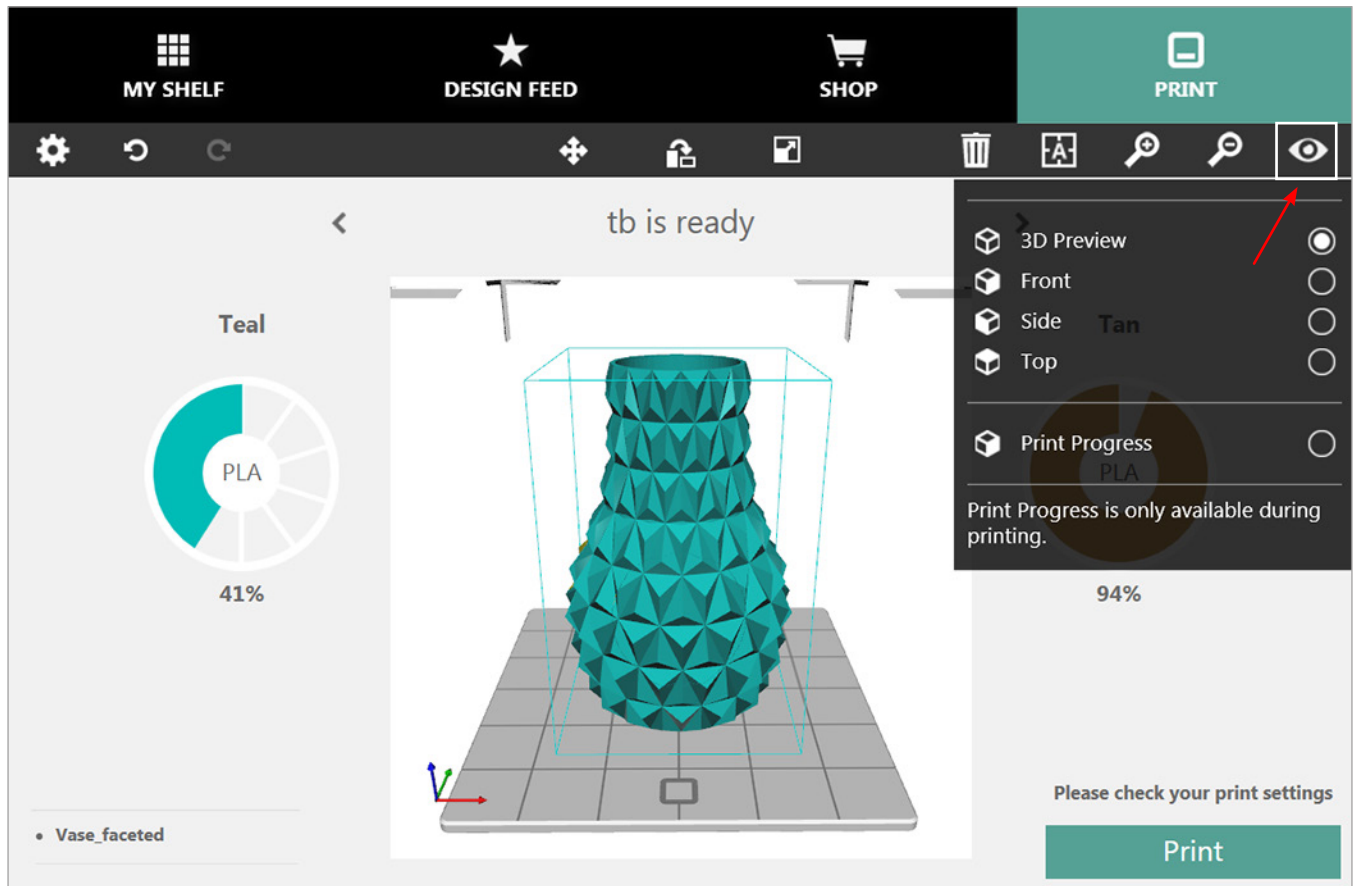 MY SHELF
DESIGN FEED
SHOP
PRINT
A
tb is ready
3D Preview
Front
Side
Top
Print Progress
Print Progress is only available during
printing.
Teal
PLA
41%
Tan
PLA
94%
Vase_faceted
Please check your print settings
Print